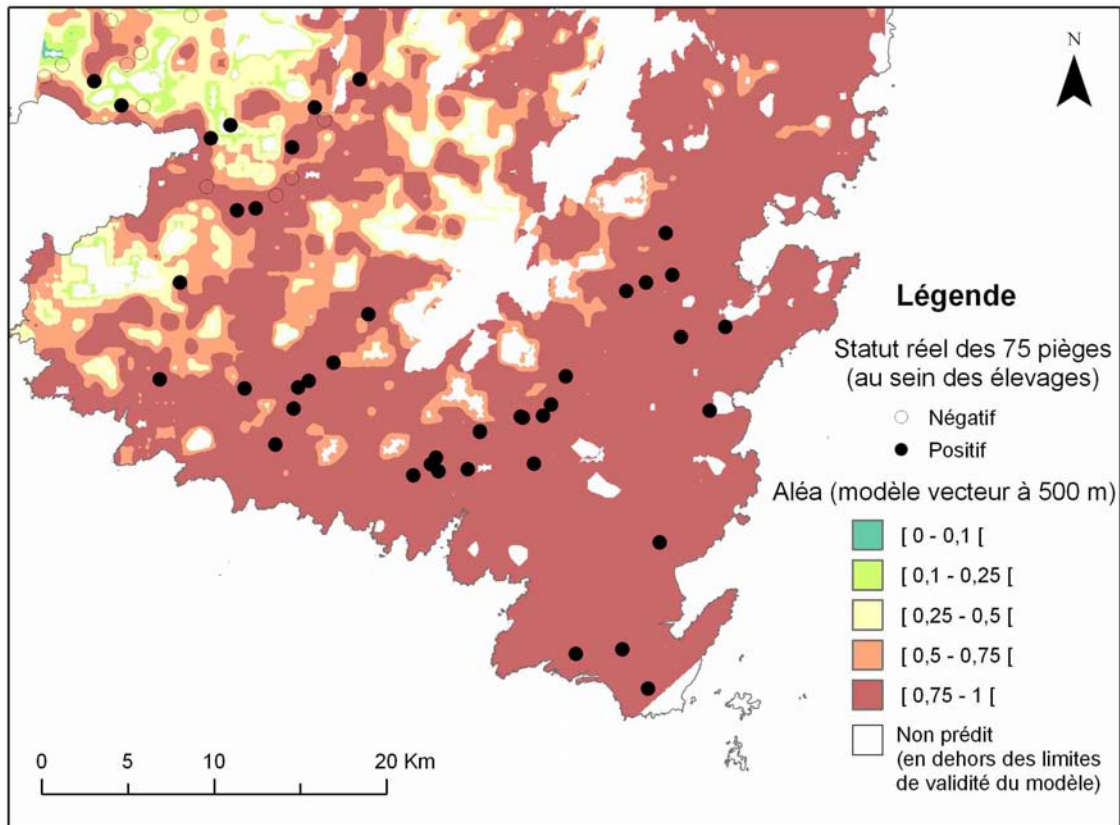 N
Légende
Statut réel des 75 pièges
(au sein des élevages)
Négatif
Positif
Aléa (modèle vecteur à 500 m)
[ 0 - 0,1 [
[ 0,1 - 0,25 [
[ 0,25 - 0,5 [
[ 0,5 - 0,75 [
[ 0,75 - 1 [
Non prédit
(en dehors des limites
de validité du modèle)
0 5 10 20 Km